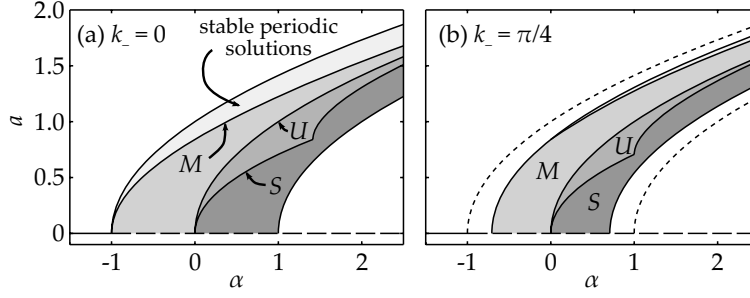 2.0
(a) k_ = 0
stable periodic
solutions
(b) k_ = π/4
1.5
a
1.0
M
U
M
U
0.5
S
S
0
-1
0
1
2
-1
0
1
2
α
α